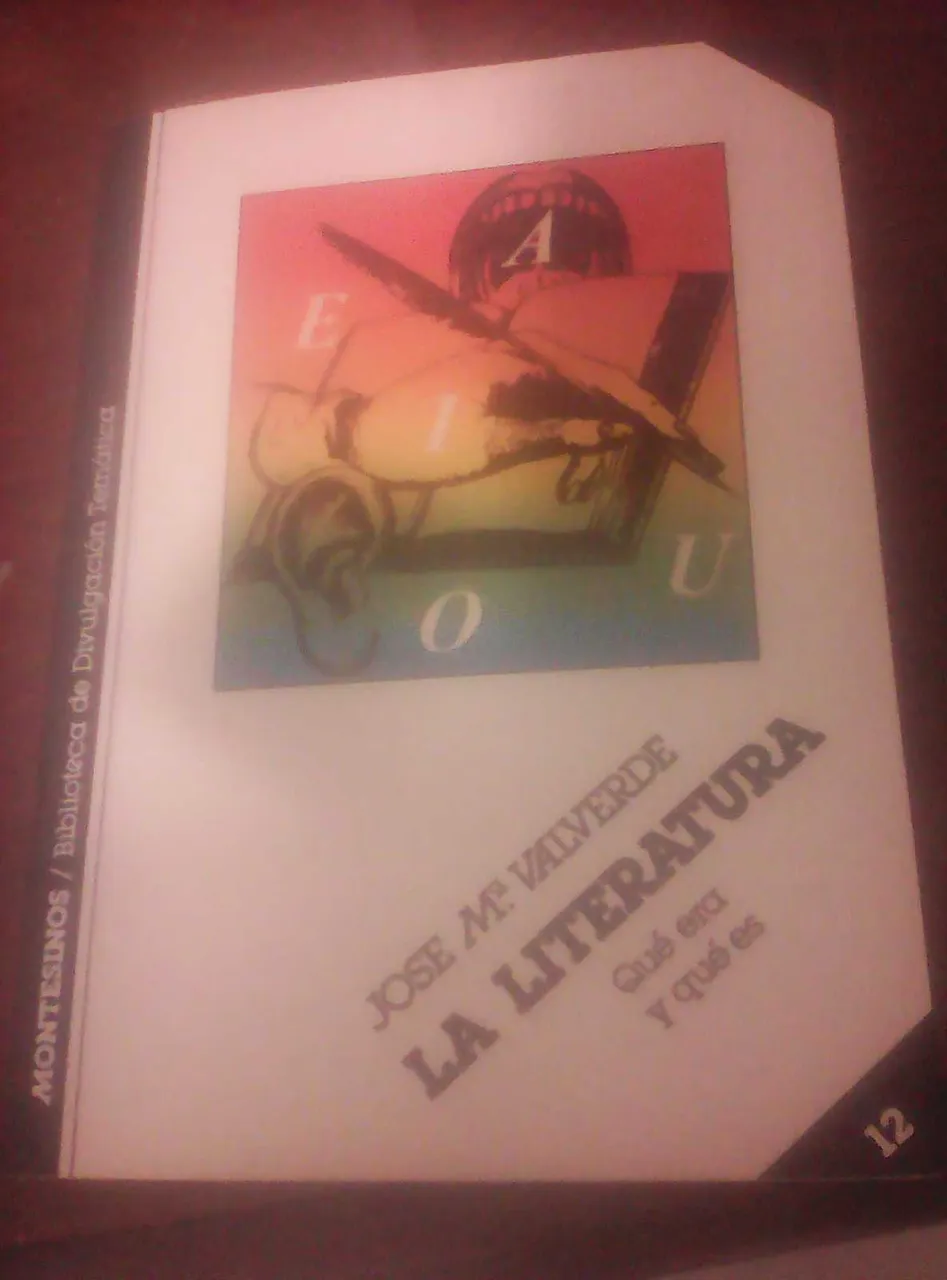 MONTESINOS / Biblioteca de Divulgación Temática
A
E
I
O
U
JOSE Mª. VALVERDE
LA LITERATURA
Qué era
y qué es
12